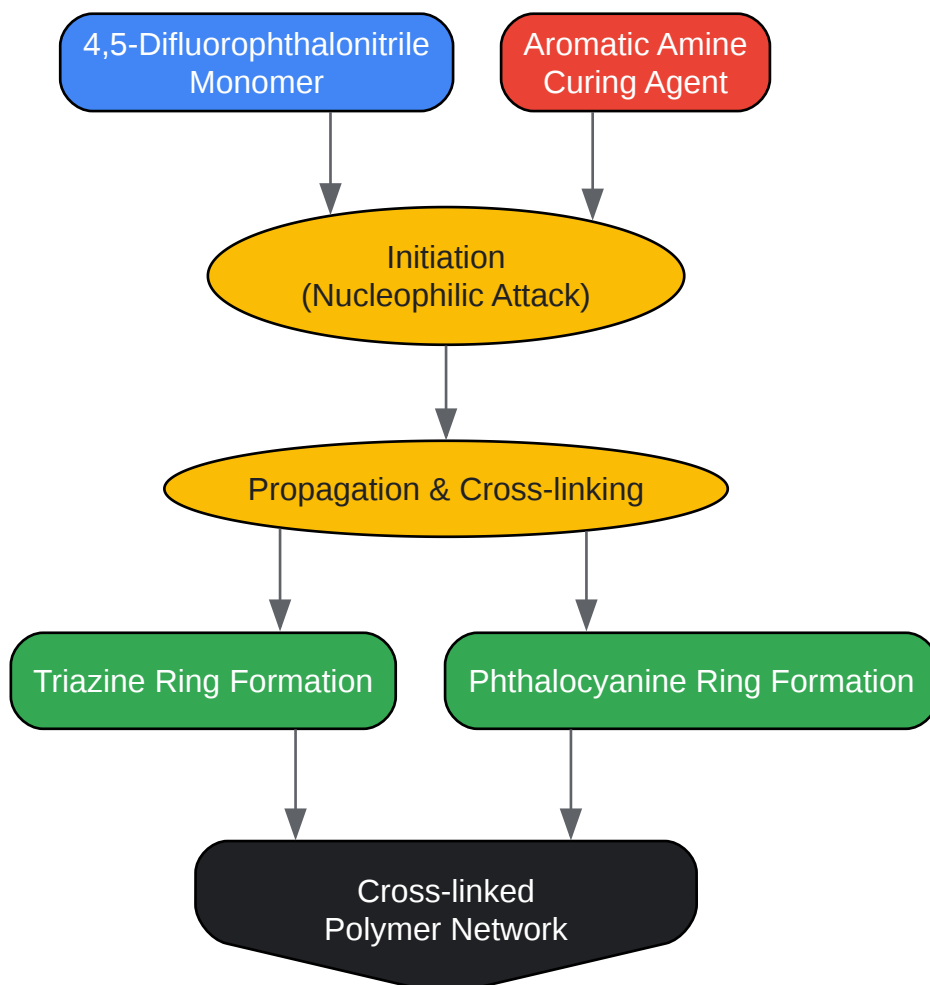 4,5-Difluorophthalonitrile
Monomer
Aromatic Amine
Curing Agent
Initiation
(Nucleophilic Attack)
Propagation & Cross-linking
Triazine Ring Formation
Phthalocyanine Ring Formation
Cross-linked
Polymer Network